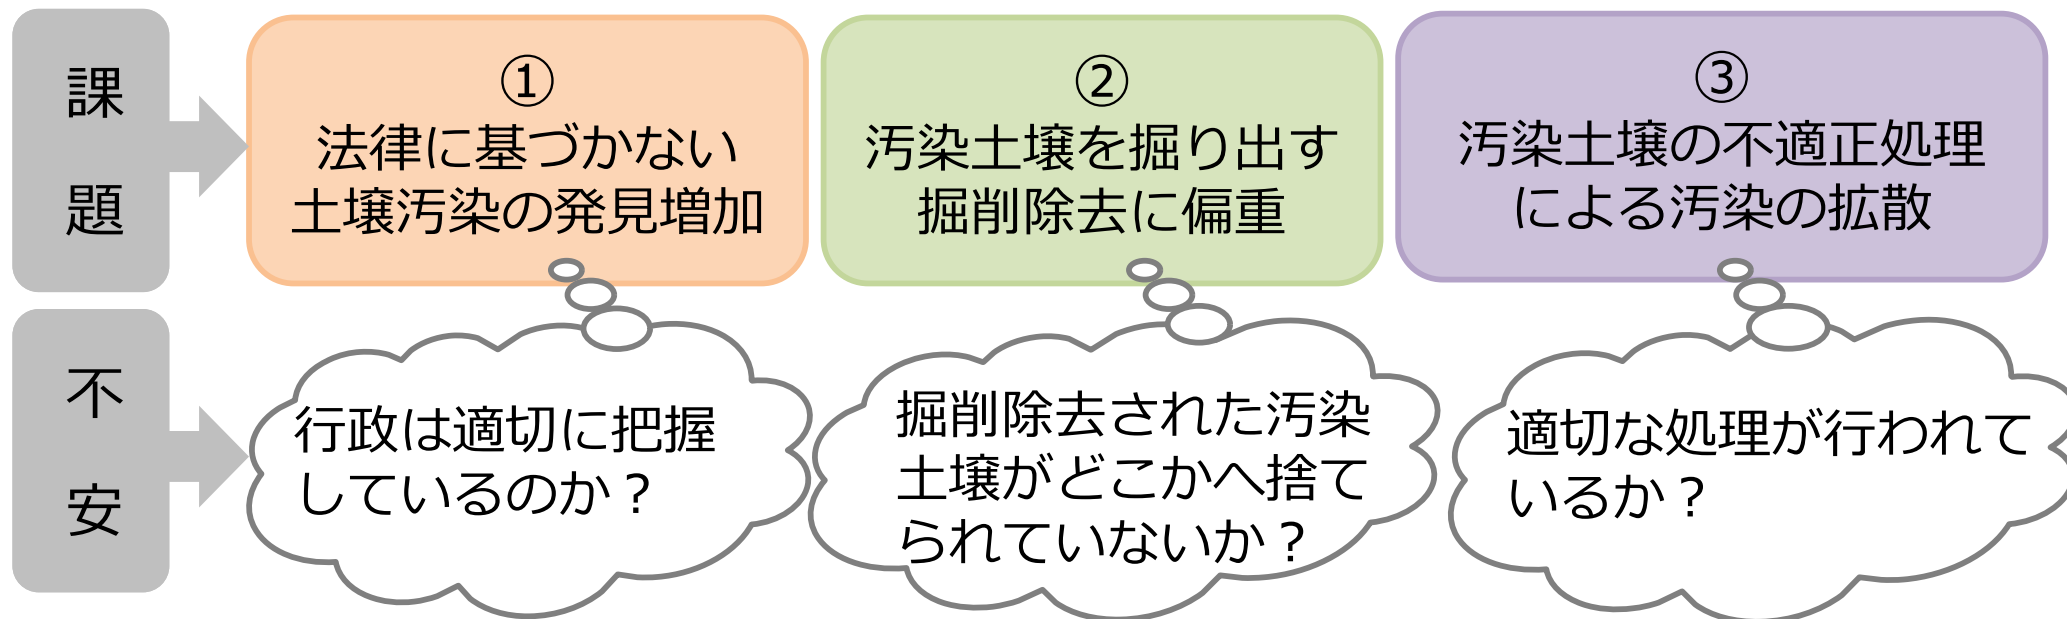 課
題
①
法律に基づかない
土壌汚染の発見増加
②
汚染土壌を掘り出す
掘削除去に偏重
③
汚染土壌の不適正処理
による汚染の拡散
不
安
行政は適切に把握
しているのか？
掘削除去された汚染
土壌がどこかへ捨て
られていないか？
適切な処理が行われて
いるか？